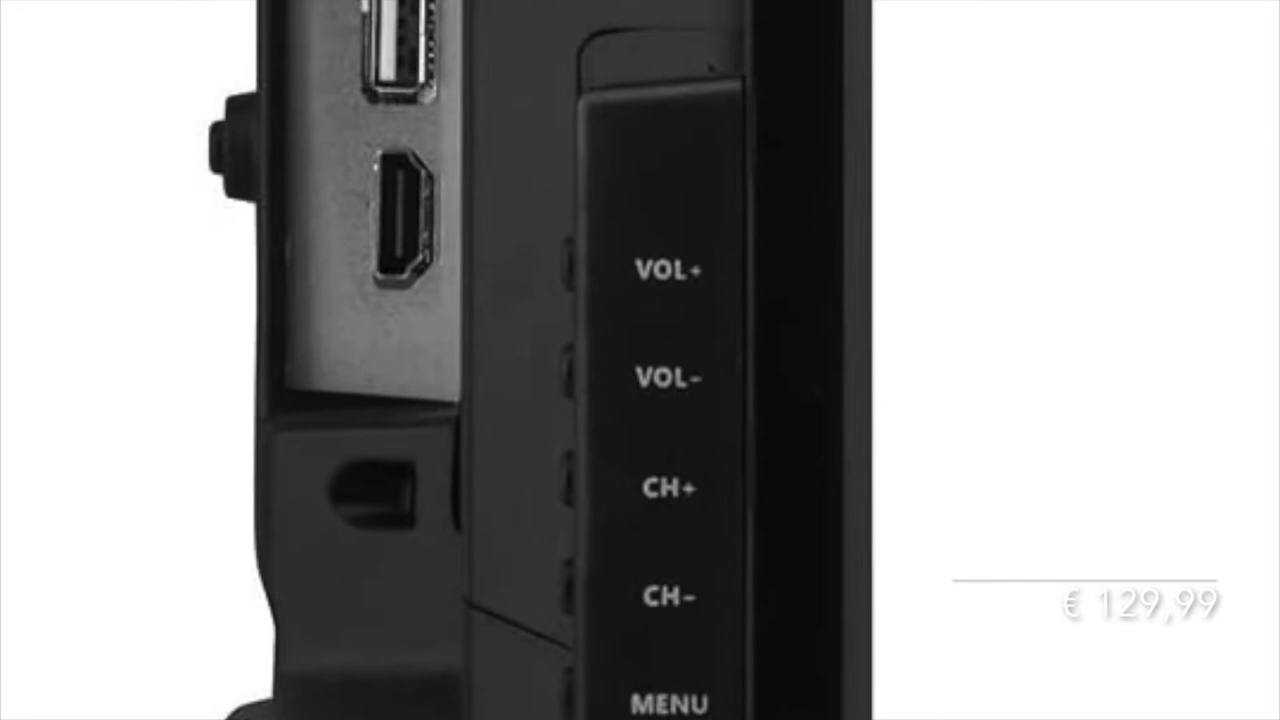 VOL+
VOL-
CH+
CH-
€ 129,99
MENU